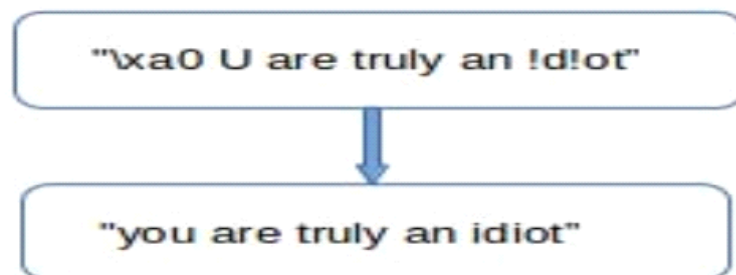 "\xa0 U are truly an !d!ot"
"you are truly an idiot"